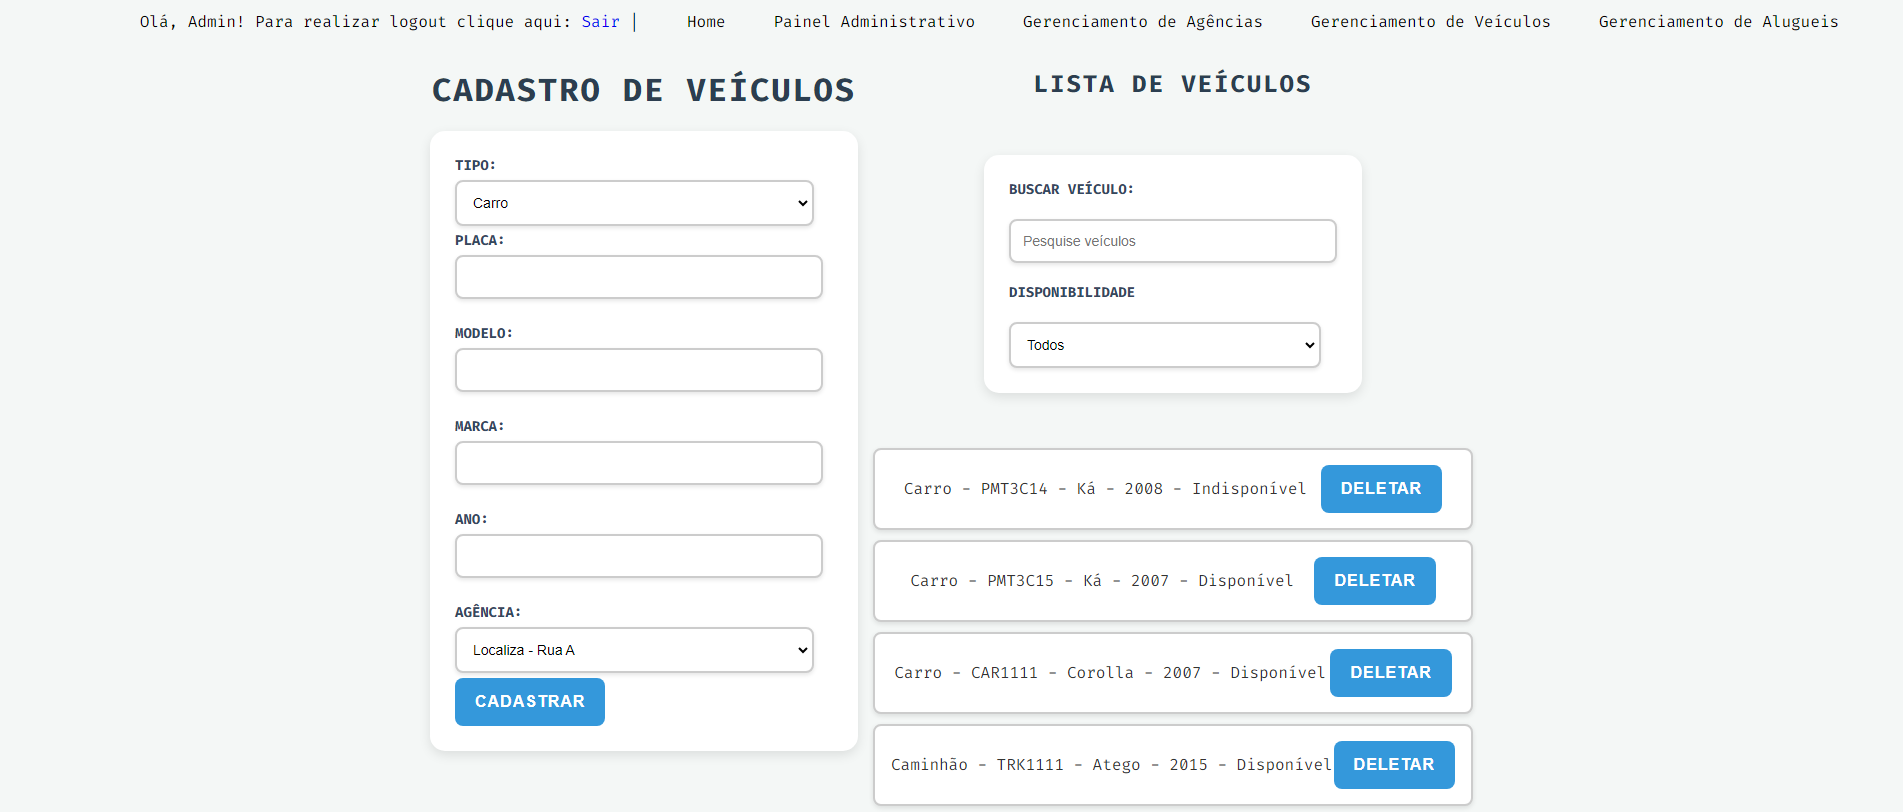 Olá, Admin! Para realizar logout clique aqui: Sair | Home Painel Administrativo Gerenciamento de Agências Gerenciamento de Veículos Gerenciamento de Alugueis
CADASTRO DE VEÍCULOS
TIPO:
Carro
PLACA:
MODELO:
MARCA:
ANO:
AGÊNCIA:
Localiza - Rua A
CADASTRAR
LISTA DE VEÍCULOS
BUSCAR VEÍCULO:
Pesquise veículos
DISPONIBILIDADE
Todos
Carro - PMT3C14 - Ká - 2008 - Indisponível DELETAR
Carro - PMT3C15 - Ká - 2007 - Disponível DELETAR
Carro - CAR1111 - Corolla - 2007 - Disponível DELETAR
Caminhão - TRK1111 - Atego - 2015 - Disponível DELETAR